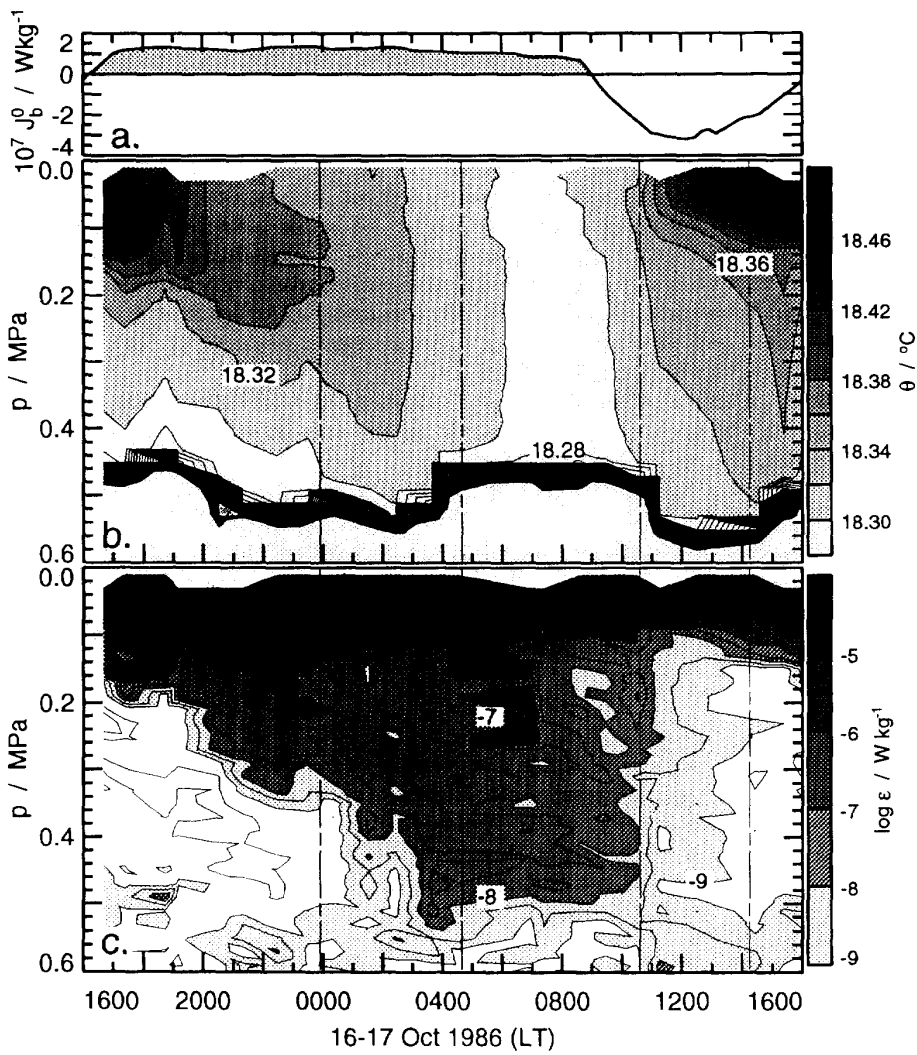 10⁷ J_b⁰ / W kg⁻¹
2
0
-2
-4
a.
p / MPa
0.0
0.2
0.4
0.6
18.32
18.28
18.36
b.
18.46
18.42
18.38
18.34
18.30
θ / °C
p / MPa
0.0
0.2
0.4
0.6
-7
-8
-9
c.
-5
-6
-7
-8
-9
log ε / W kg⁻¹
1600 2000 0000 0400 0800 1200 1600
16-17 Oct 1986 (LT)